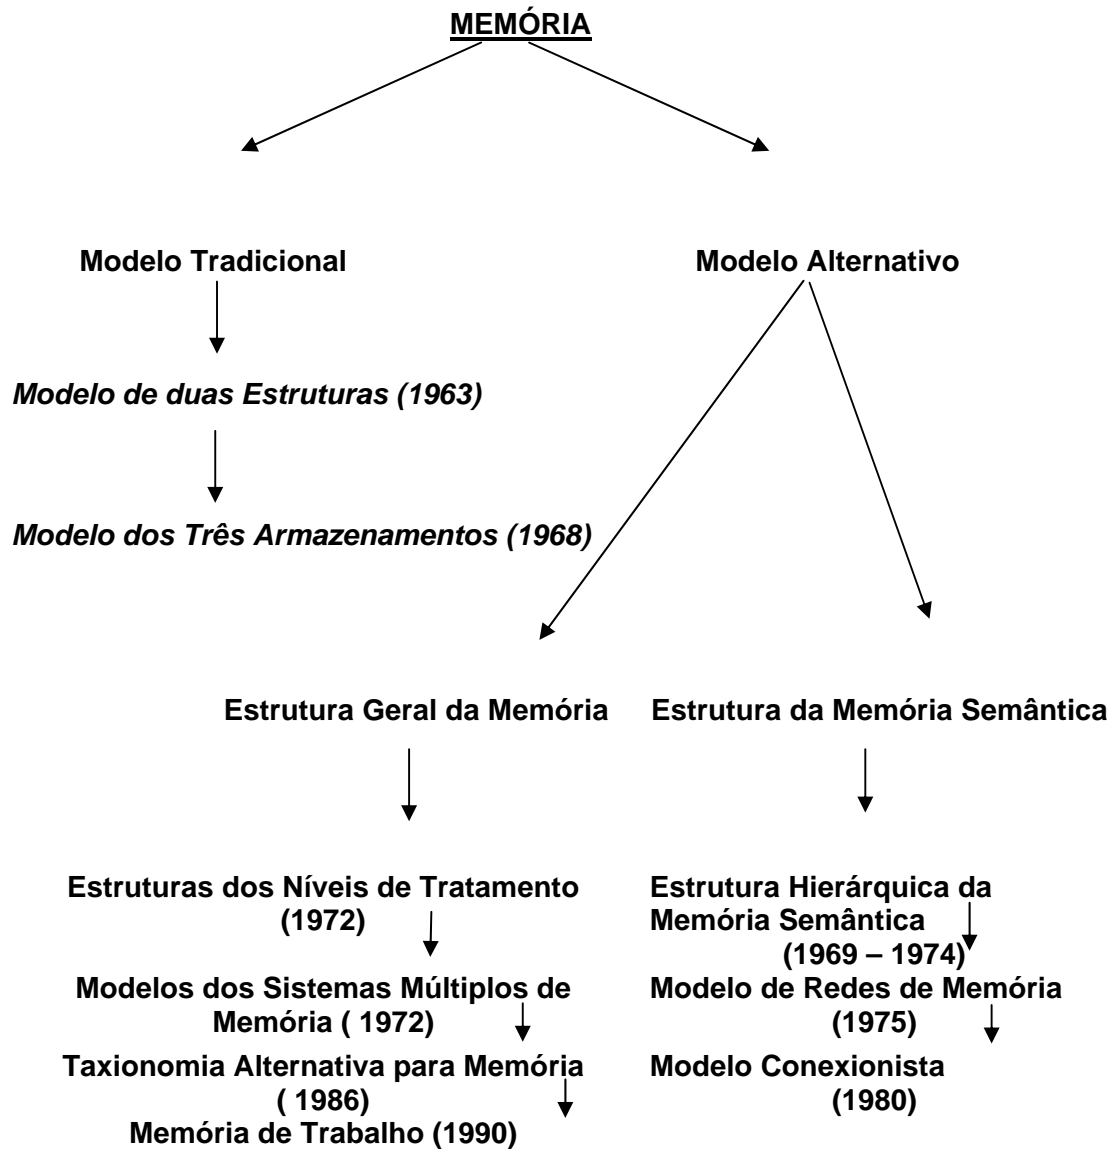 MEMÓRIA
Modelo Tradicional
Modelo Alternativo
Modelo de duas Estruturas (1963)
Modelo dos Três Armazenamentos (1968)
Estrutura Geral da Memória
Estrutura da Memória Semântica
Estruturas dos Níveis de Tratamento
(1972)
Modelos dos Sistemas Múltiplos de
Memória ( 1972)
Taxionomia Alternativa para Memória
( 1986)
Memória de Trabalho (1990)
Estrutura Hierárquica da
Memória Semântica
(1969 – 1974)
Modelo de Redes de Memória
(1975)
Modelo Conexionista
(1980)